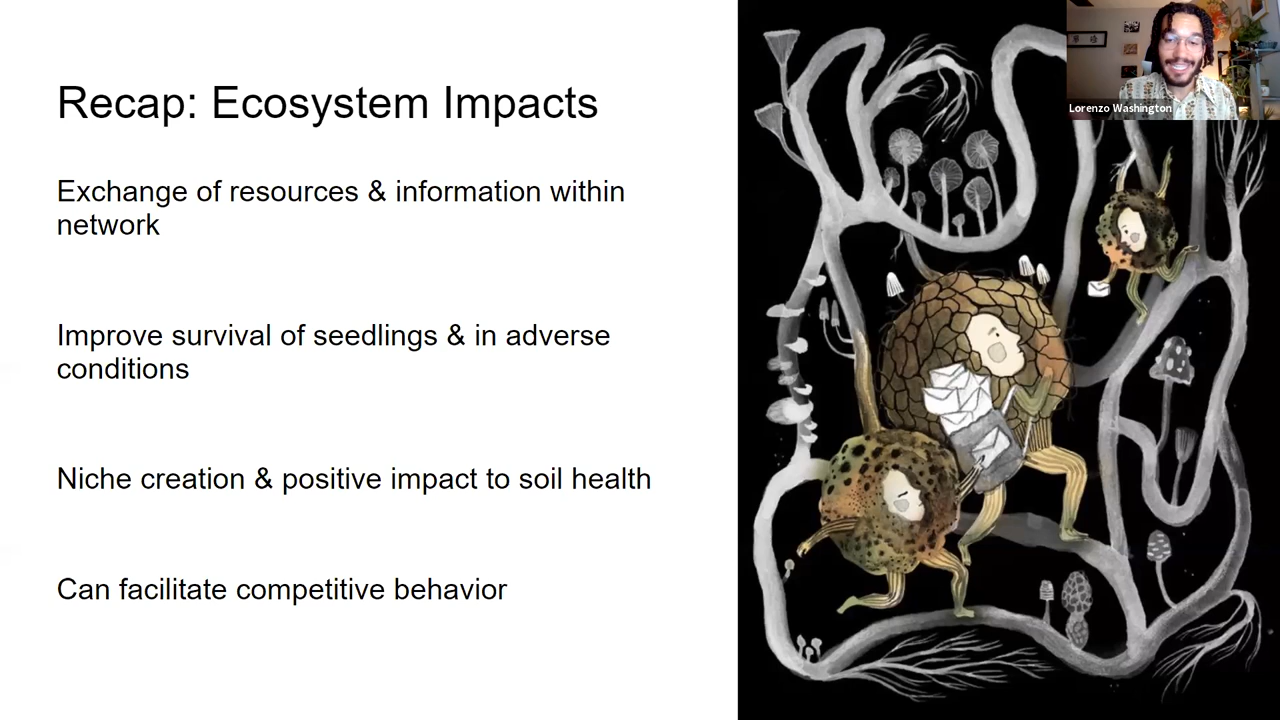 Recap: Ecosystem Impacts
Exchange of resources & information within
network
Improve survival of seedlings & in adverse
conditions
Niche creation & positive impact to soil health
Can facilitate competitive behavior
Lorenzo Washington